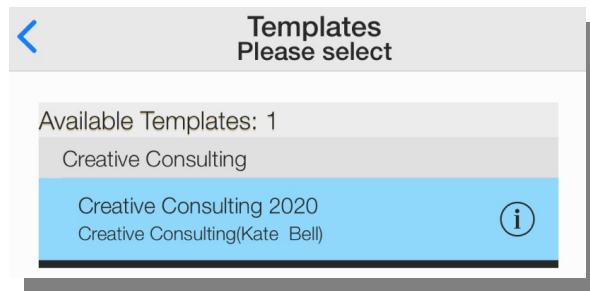 Templates
Please select
Available Templates: 1
Creative Consulting
Creative Consulting 2020
Creative Consulting(Kate Bell)
i